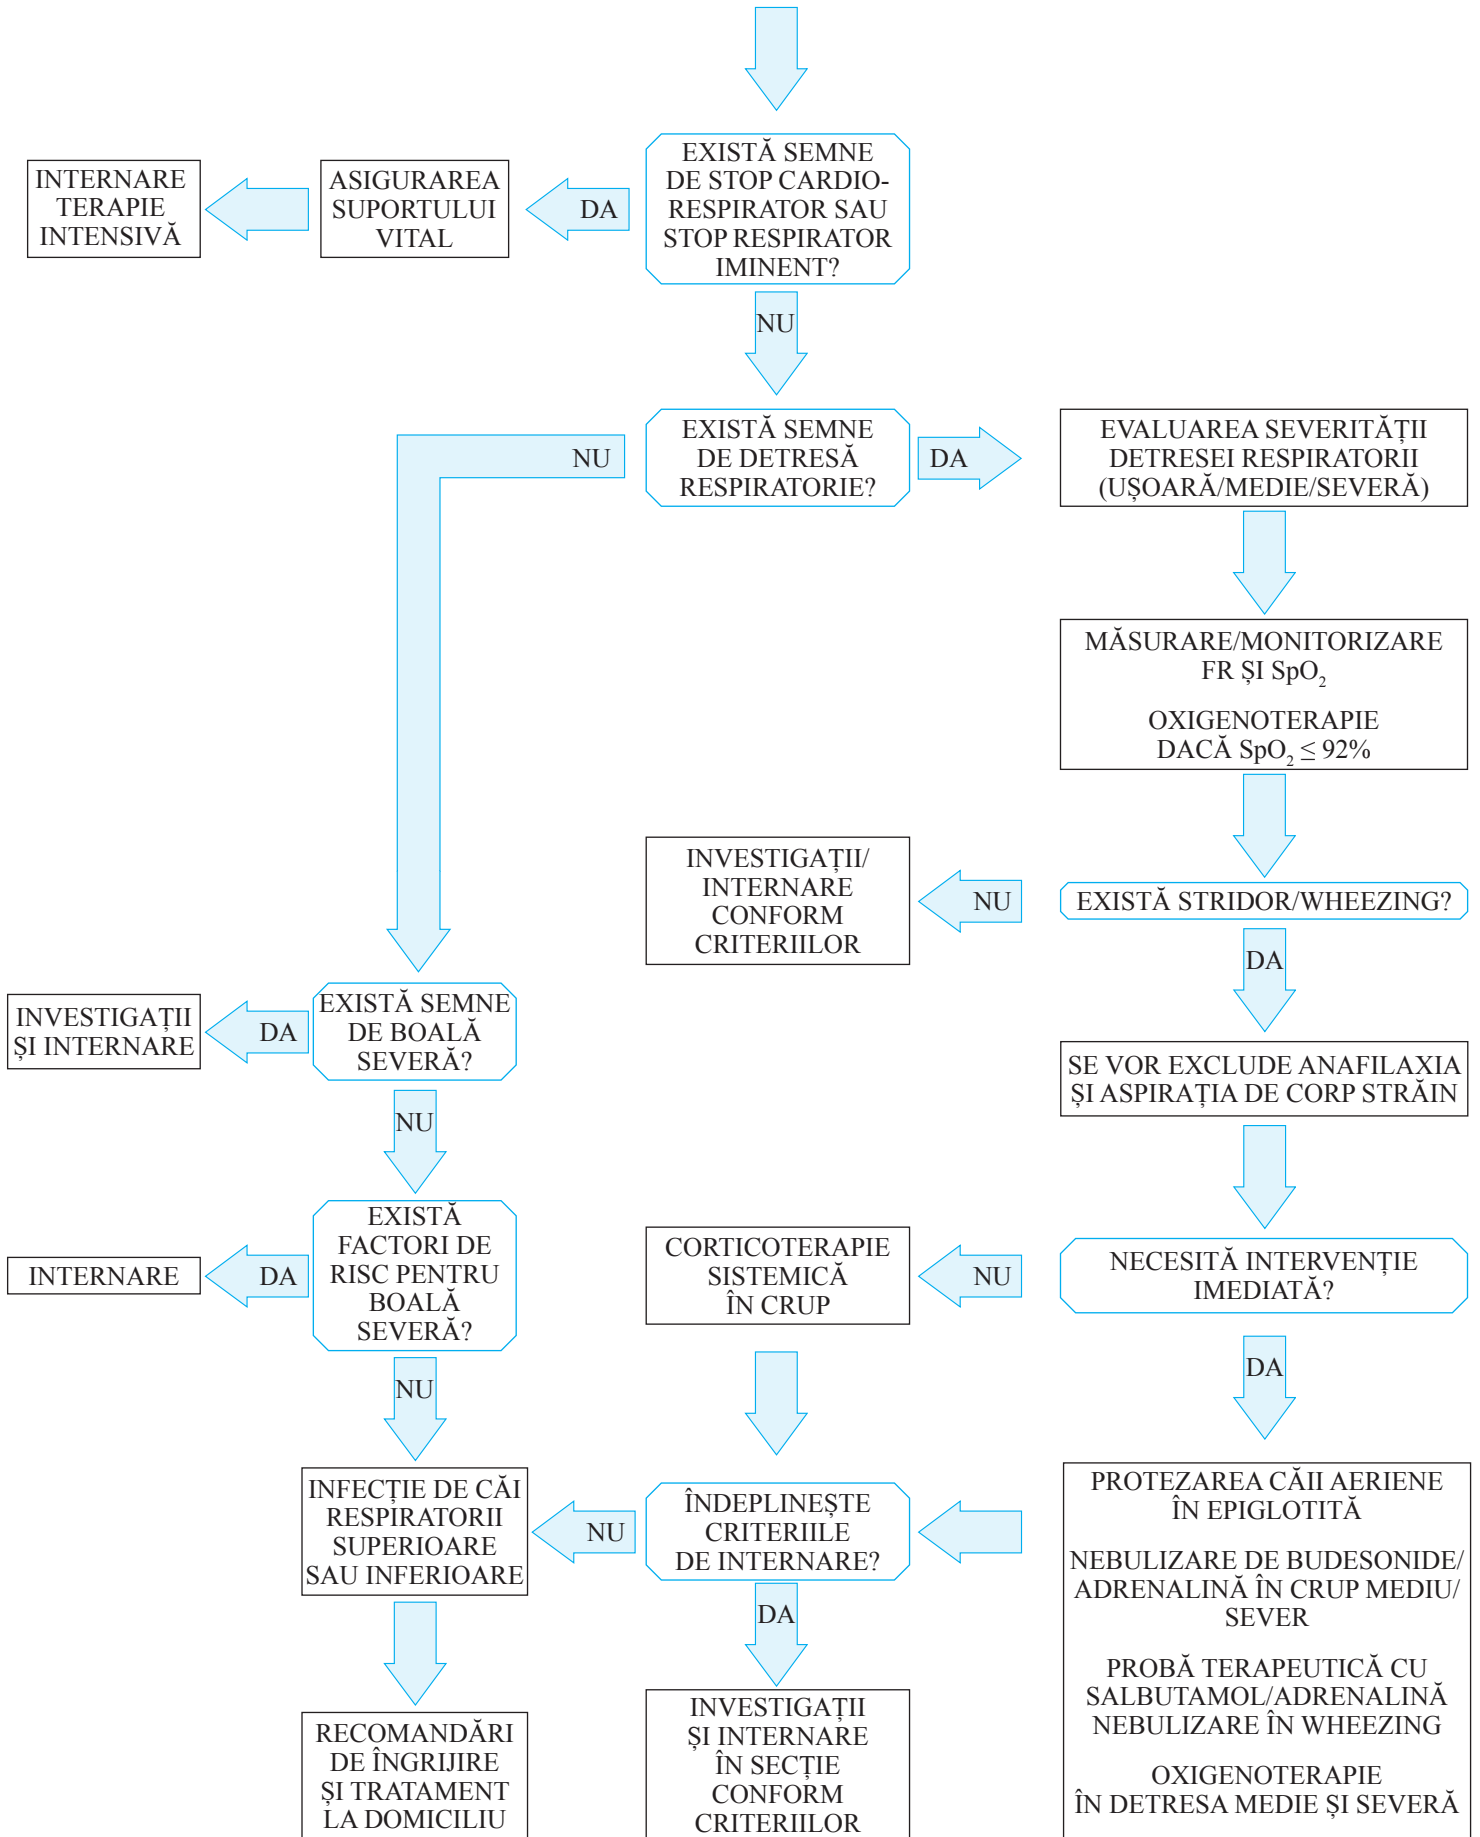 EXISTĂ SEMNE
DE STOP CARDIO-
RESPIRATOR SAU
STOP RESPIRATOR
IMINENT?
DA
ASIGURAREA
SUPORTULUI
VITAL
INTERNARE
TERAPIE
INTENSIVĂ
NU
EXISTĂ SEMNE
DE DETRESĂ
RESPIRATORIE?
NU
DA
EVALUAREA SEVERITĂȚII
DETRESEI RESPIRATORII
(UȘOARĂ/MEDIE/SEVERĂ)
MĂSURARE/MONITORIZARE
FR ȘI SpO₂
OXIGENOTERAPIE
DACĂ SpO₂ ≤ 92%
EXISTĂ STRIDOR/WHEEZING?
NU
INVESTIGAȚII/
INTERNARE
CONFORM
CRITERIILOR
DA
SE VOR EXCLUDE ANAFILAXIA
ȘI ASPIRAȚIA DE CORP STRĂIN
EXISTĂ SEMNE
DE BOALĂ
SEVERĂ?
DA
INVESTIGAȚII
ȘI INTERNARE
NU
EXISTĂ
FACTORI DE
RISC PENTRU
BOALĂ
SEVERĂ?
DA
INTERNARE
NU
NECESITĂ INTERVENȚIE
IMEDIATĂ?
NU
CORTICOTERAPIE
SISTEMICĂ
ÎN CRUP
DA
PROTEZAREA CĂII AERIENE
ÎN EPIGLOTITĂ
NEBULIZARE DE BUDESONIDE/
ADRENALINĂ ÎN CRUP MEDIU/
SEVER
PROBĂ TERAPEUTICĂ CU
SALBUTAMOL/ADRENALINĂ
NEBULIZARE ÎN WHEEZING
OXIGENOTERAPIE
ÎN DETRESA MEDIE ȘI SEVERĂ
ÎNDEPLINEȘTE
CRITERIILE
DE INTERNARE?
NU
INFECȚIE DE CĂI
RESPIRATORII
SUPERIOARE
SAU INFERIOARE
RECOMANDĂRI
DE ÎNGRIJIRE
ȘI TRATAMENT
LA DOMICILIU
DA
INVESTIGAȚII
ȘI INTERNARE
ÎN SECȚIE
CONFORM
CRITERIILOR